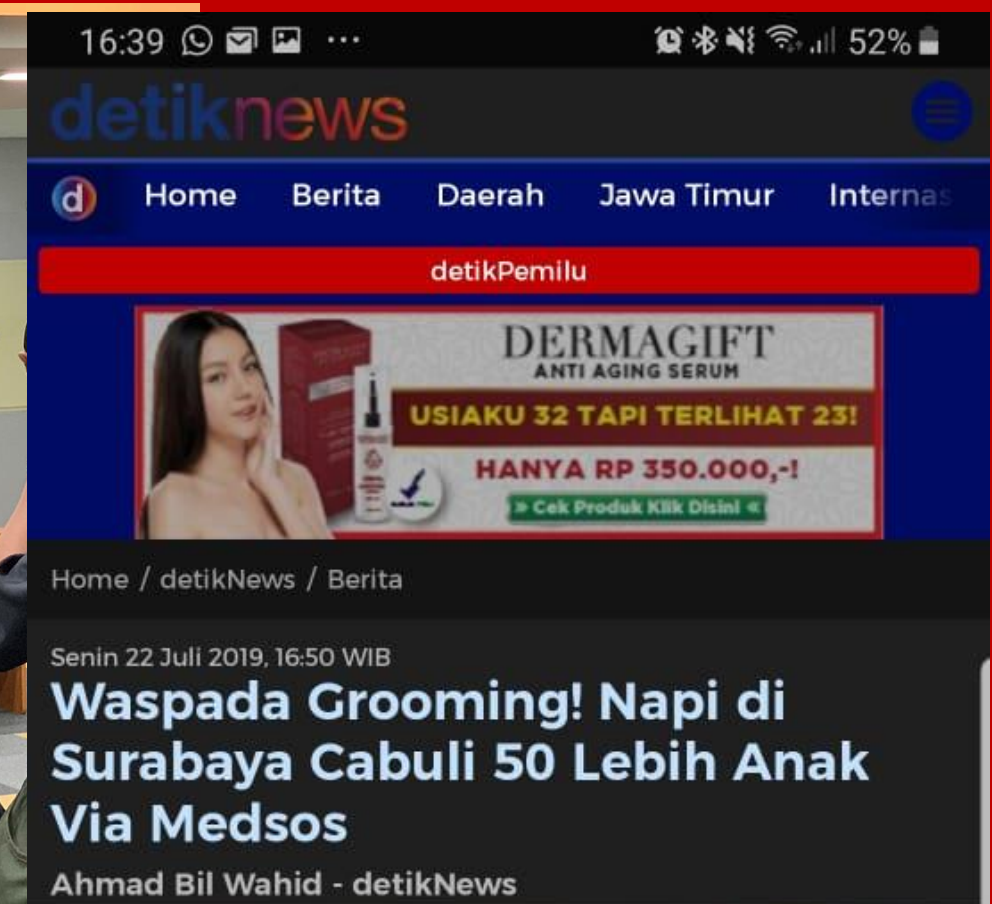 16:39 52%
detiknews
d Home Berita Daerah Jawa Timur Internas
detikPemilu
DERMAGIFT
ANTI AGING SERUM
USIAKU 32 TAPI TERLIHAT 23!
HANYA RP 350.000,-!
» Cek Produk Klik Disini «
Home / detikNews / Berita
Senin 22 Juli 2019, 16:50 WIB
Waspada Grooming! Napi di
Surabaya Cabuli 50 Lebih Anak
Via Medsos
Ahmad Bil Wahid - detikNews